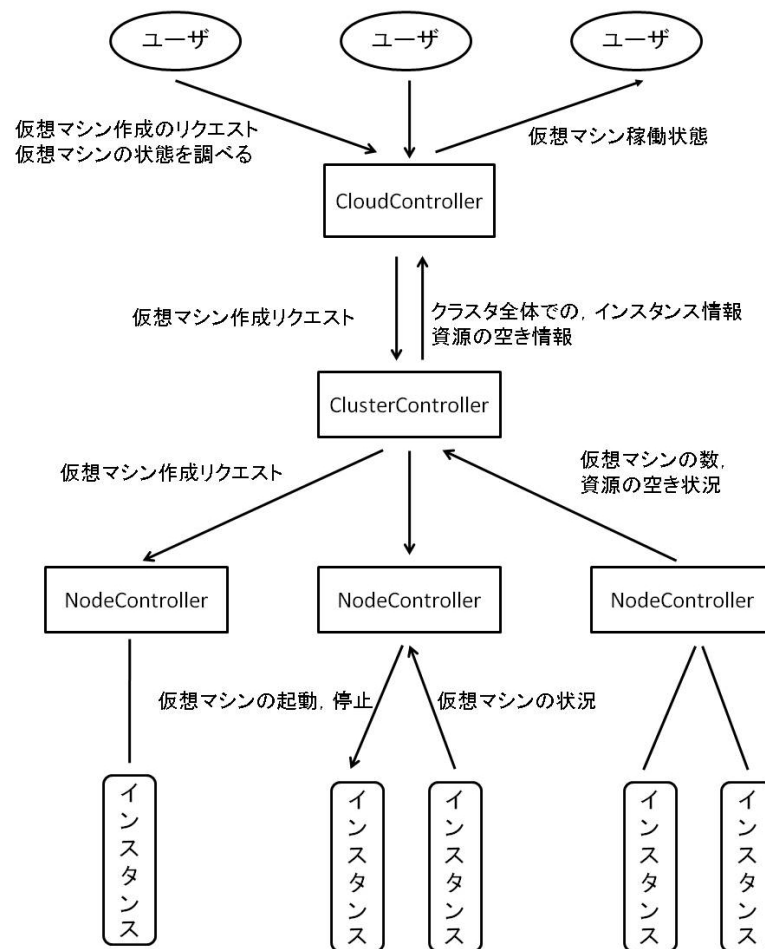 ユーザ
ユーザ
ユーザ
仮想マシン作成のリクエスト
仮想マシンの状態を調べる
仮想マシン稼働状態
CloudController
仮想マシン作成リクエスト
クラスタ全体での, インスタンス情報
資源の空き情報
ClusterController
仮想マシン作成リクエスト
仮想マシンの数,
資源の空き状況
NodeController
NodeController
NodeController
仮想マシンの起動, 停止
仮想マシンの状況
インスタンス
インスタンス
インスタンス
インスタンス
インスタンス